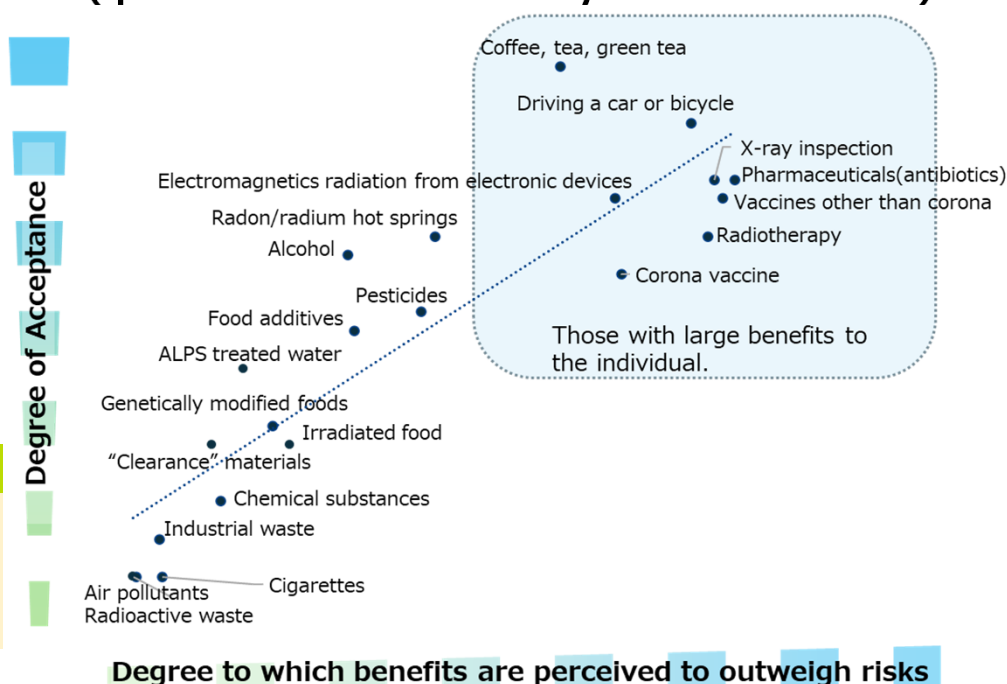 Coffee, tea, green tea
Driving a car or bicycle
X-ray inspection
Electromagnetics radiation from electronic devices
Pharmaceuticals(antibiotics)
Vaccines other than corona
Radon/radium hot springs
Radiotherapy
Alcohol
Corona vaccine
Pesticides
Food additives
Those with large benefits to
the individual.
ALPS treated water
Genetically modified foods
Irradiated food
“Clearance” materials
Chemical substances
Industrial waste
Cigarettes
Air pollutants
Radioactive waste
Degree of Acceptance
Degree to which benefits are perceived to outweigh risks